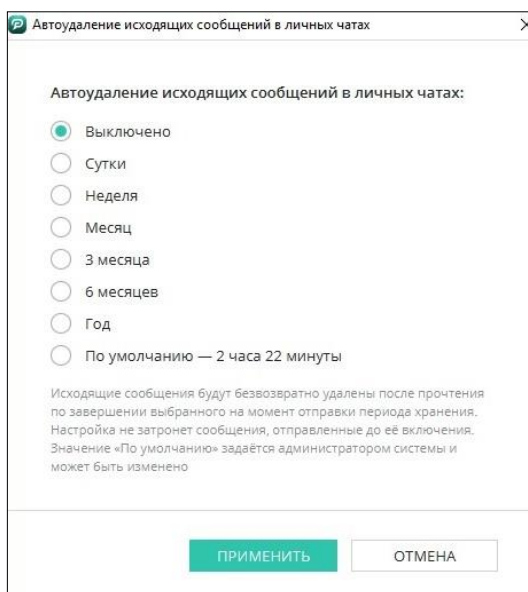 Автоудаление исходящих сообщений в личных чатах
Автоудаление исходящих сообщений в личных чатах:
Выключено
Сутки
Неделя
Месяц
3 месяца
6 месяцев
Год
По умолчанию — 2 часа 22 минуты
Исходящие сообщения будут безвозвратно удалены после прочтения
по завершении выбранного на момент отправки периода хранения.
Настройка не затронет сообщения, отправленные до её включения.
Значение «По умолчанию» задаётся администратором системы и
может быть изменено
ПРИМЕНИТЬ
ОТМЕНА